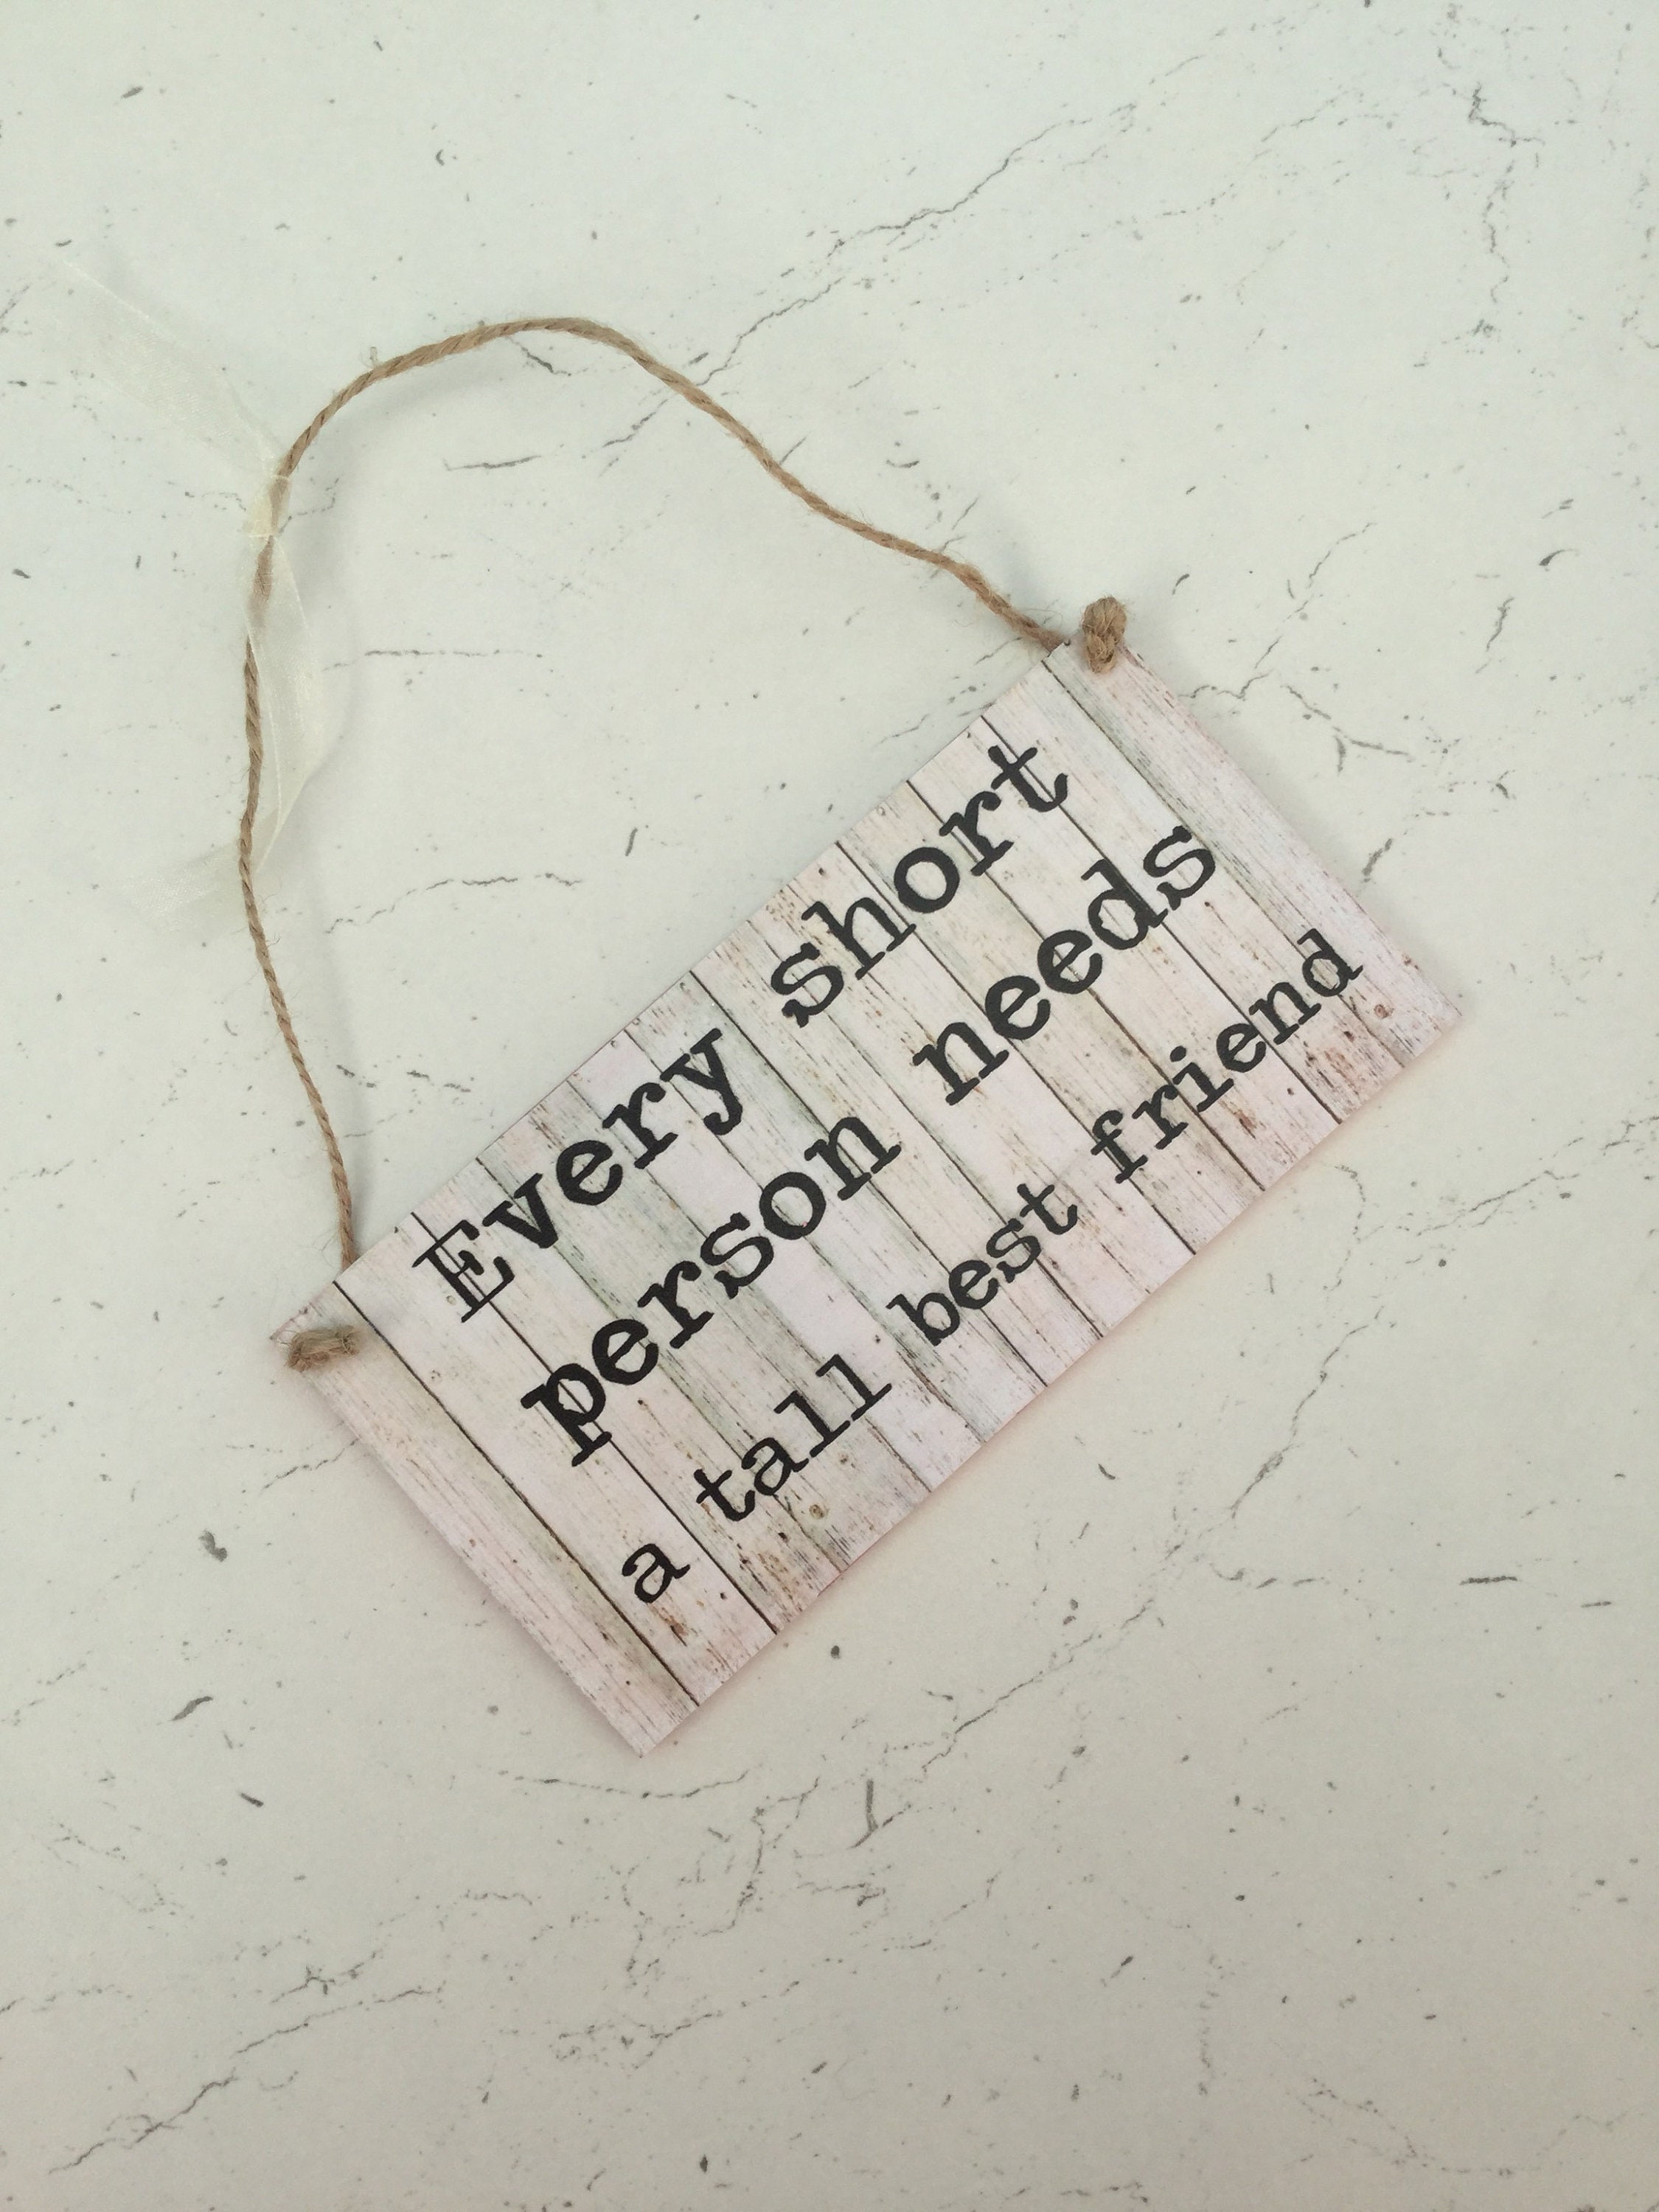 Every short
person needs
a tall best friend